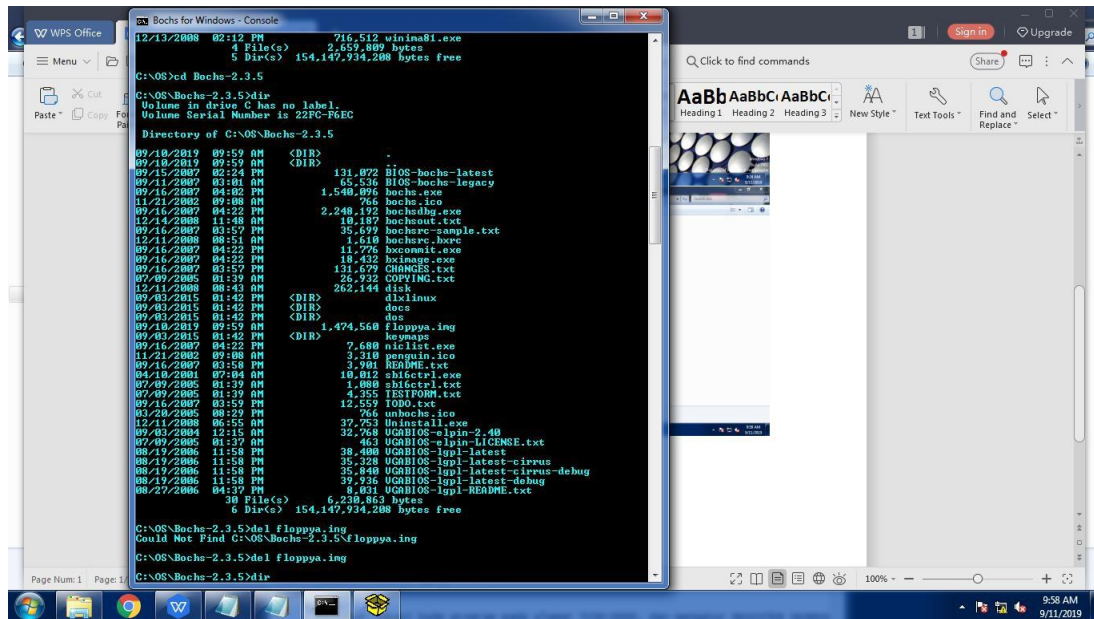 Bochs for Windows - Console
12/13/2008 02:12 PM 716,512 winima81.exe
4 File(s) 2,659,809 bytes
5 Dir(s) 154,147,934,208 bytes free
C:\OS>cd Bochs-2.3.5
C:\OS\Bochs-2.3.5>dir
Volume in drive C has no label.
Volume Serial Number is 22FC-F6EC
Directory of C:\OS\Bochs-2.3.5
09/10/2019 09:59 AM <DIR> .
09/10/2019 09:59 AM <DIR> ..
09/15/2007 02:24 PM 131,072 BIOS-bochs-latest
09/11/2007 03:01 AM 65,536 BIOS-bochs-legacy
09/16/2007 04:02 PM 1,540,096 bochs.exe
11/21/2002 09:08 AM 766 bochs.ico
09/16/2007 04:22 PM 2,248,192 bochsdbg.exe
12/14/2008 11:48 AM 10,187 bochsout.txt
09/16/2007 03:57 PM 35,699 bochsrc-sample.txt
12/11/2008 08:51 AM 1,610 bochsrc.bxrc
09/16/2007 04:22 PM 11,776 bxcommit.exe
09/16/2007 04:22 PM 18,432 bximage.exe
09/16/2007 03:57 PM 131,679 CHANGES.txt
07/09/2005 01:39 AM 26,932 COPYING.txt
12/11/2008 08:43 AM 262,144 disk
09/03/2015 01:42 PM <DIR> dlxlinux
09/03/2015 01:42 PM <DIR> docs
09/03/2015 01:42 PM <DIR> dos
09/10/2019 09:59 AM 1,474,560 floppya.img
09/03/2015 01:42 PM <DIR> keymaps
09/16/2007 04:22 PM 7,680 niclist.exe
11/21/2002 09:08 AM 3,310 penguin.ico
09/16/2007 03:58 PM 3,901 README.txt
04/10/2001 07:04 AM 10,012 sb16ctrl.exe
07/09/2005 01:39 AM 1,080 sb16ctrl.txt
07/09/2005 01:39 AM 4,355 TESTFORM.txt
09/16/2007 03:59 PM 12,559 TODO.txt
03/20/2005 08:29 PM 766 unbochs.ico
12/11/2008 06:55 AM 37,753 Uninstall.exe
09/03/2004 12:15 AM 32,768 VGABIOS-elpin-2.40
07/09/2005 01:37 AM 463 VGABIOS-elpin-LICENSE.txt
08/19/2006 11:58 PM 38,400 VGABIOS-lgpl-latest
08/19/2006 11:58 PM 35,328 VGABIOS-lgpl-latest-cirrus
08/19/2006 11:58 PM 35,840 VGABIOS-lgpl-latest-cirrus-debug
08/19/2006 11:58 PM 39,936 VGABIOS-lgpl-latest-debug
08/27/2006 04:37 PM 8,031 VGABIOS-lgpl-README.txt
30 File(s) 6,230,863 bytes
6 Dir(s) 154,147,934,208 bytes free
C:\OS\Bochs-2.3.5>del floppya.ing
Could Not Find C:\OS\Bochs-2.3.5\floppya.ing
C:\OS\Bochs-2.3.5>del floppya.img
C:\OS\Bochs-2.3.5>dir
WPS Office
1 Sign in Upgrade
Menu
Click to find commands
Share
Cut
Paste Copy
AaBb AaBbC AaBbC
Heading 1 Heading 2 Heading 3 New Style Text Tools Find and Replace Select
Page Num: 1
100%
9:58 AM
9/11/2019